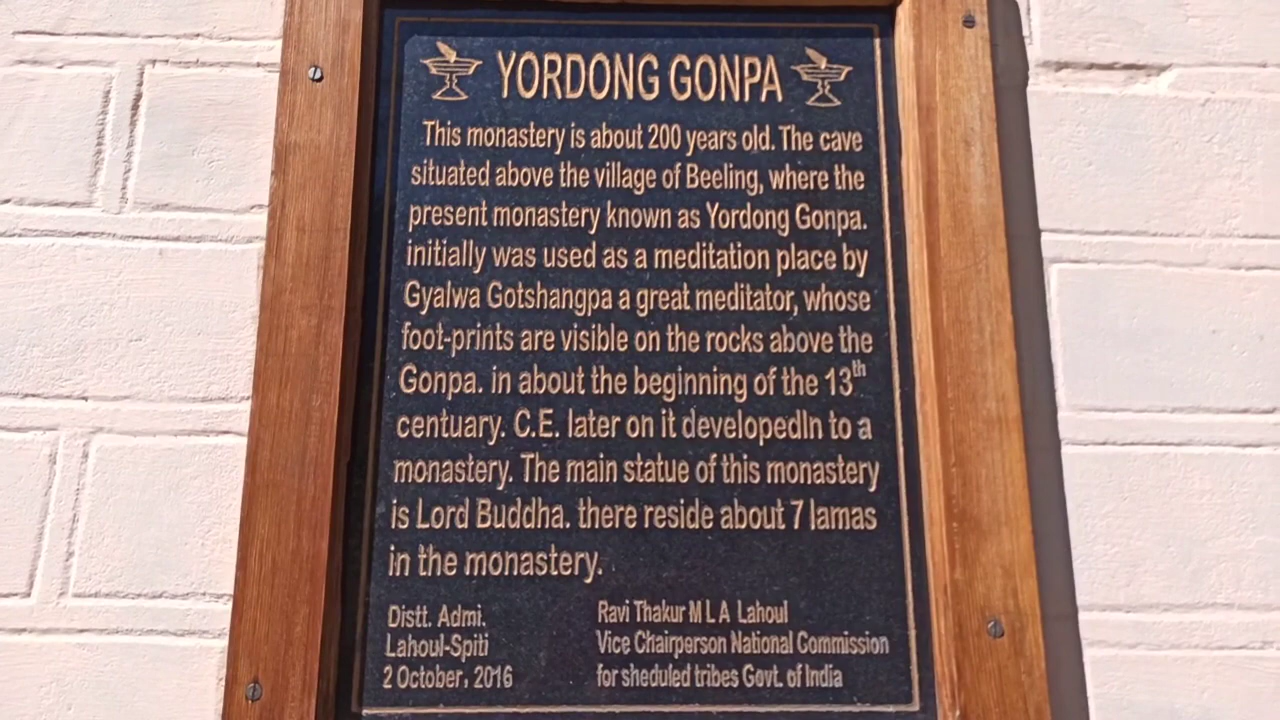 YORDONG GONPA
This monastery is about 200 years old. The cave
situated above the village of Beeling, where the
present monastery known as Yordong Gonpa.
initially was used as a meditation place by
Gyalwa Gotshangpa a great meditator, whose
foot-prints are visible on the rocks above the
Gonpa. in about the beginning of the 13th
centuary. C.E. later on it developedIn to a
monastery. The main statue of this monastery
is Lord Buddha. there reside about 7 lamas
in the monastery.
Distt. Admi.
Lahoul-Spiti
2 October, 2016
Ravi Thakur M L A Lahoul
Vice Chairperson National Commission
for sheduled tribes Govt. of India